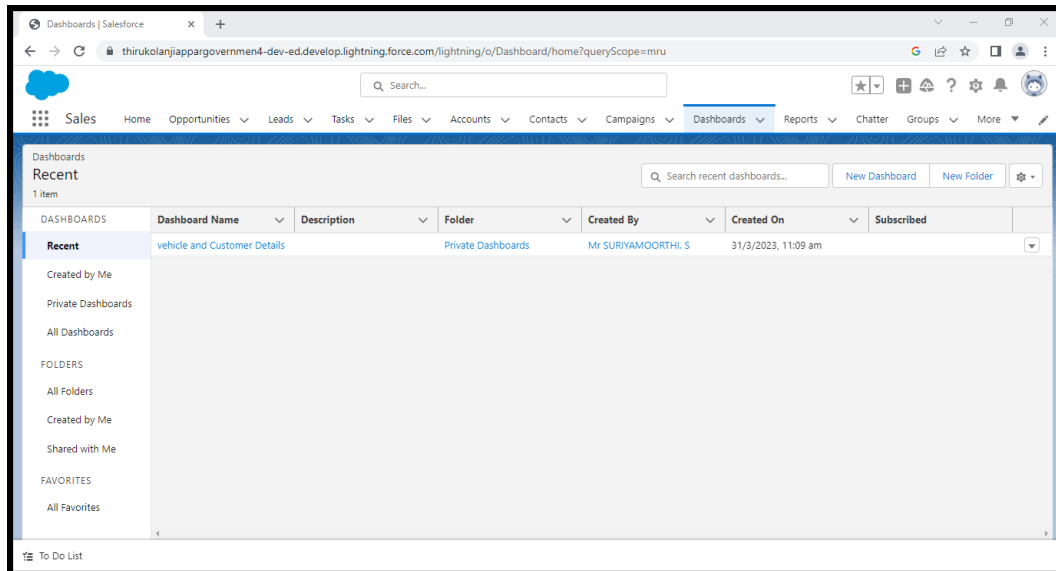 Dashboards | Salesforce
thirukolanjiappargovernmen4-dev-ed.develop.lightning.force.com/lightning/o/Dashboard/home?queryScope=mru
Search...
Sales Home Opportunities Leads Tasks Files Accounts Contacts Campaigns Dashboards Reports Chatter Groups More
Dashboards
Recent
1 item
Search recent dashboards...
New Dashboard
New Folder
DASHBOARDS
Dashboard Name Description Folder Created By Created On Subscribed
Recent
vehicle and Customer Details Private Dashboards Mr SURIYAMOORTHI. S 31/3/2023, 11:09 am
Created by Me
Private Dashboards
All Dashboards
FOLDERS
All Folders
Created by Me
Shared with Me
FAVORITES
All Favorites
To Do List